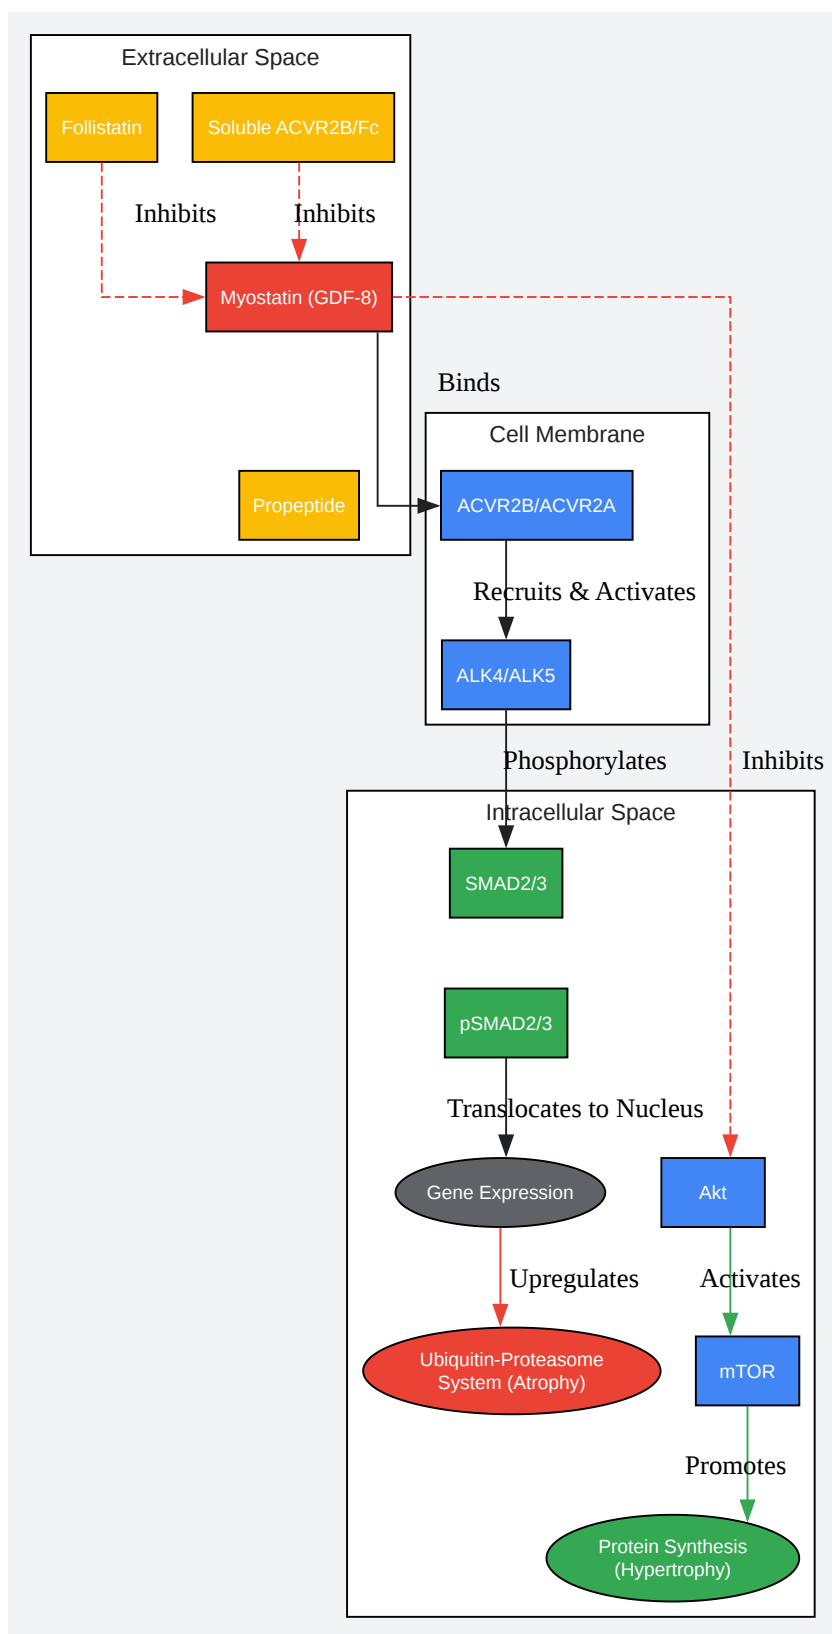 Extracellular Space
Follistatin
Soluble ACVR2B/Fc
Inhibits
Inhibits
Myostatin (GDF-8)
Binds
Cell Membrane
Propeptide
ACVR2B/ACVR2A
Recruits & Activates
ALK4/ALK5
Phosphorylates
Inhibits
Intracellular Space
SMAD2/3
pSMAD2/3
Translocates to Nucleus
Gene Expression
Akt
Upregulates
Activates
Ubiquitin-Proteasome
System (Atrophy)
mTOR
Promotes
Protein Synthesis
(Hypertrophy)